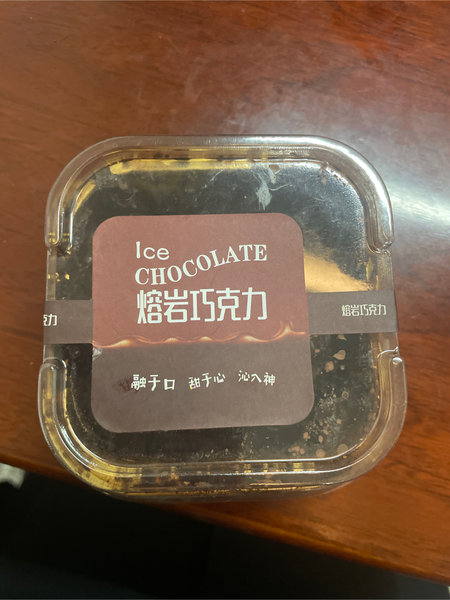 Ice
CHOCOLATE
熔岩巧克力
融于口 甜于心 沁入神
克力
熔岩巧克力